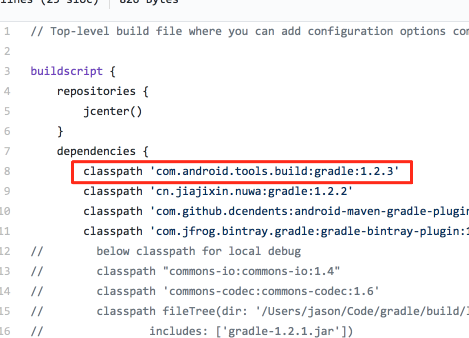 lines (25 sloc) 828 bytes
1 // Top-level build file where you can add configuration options com
2
3 buildscript {
4 repositories {
5 jcenter()
6 }
7 dependencies {
8 classpath 'com.android.tools.build:gradle:1.2.3'
9 classpath 'cn.jiajixin.nuwa:gradle:1.2.2'
10 classpath 'com.github.dcendents:android-maven-gradle-plugin
11 classpath 'com.jfrog.bintray.gradle:gradle-bintray-plugin:1
12 // below classpath for local debug
13 // classpath "commons-io:commons-io:1.4"
14 // classpath 'commons-codec:commons-codec:1.6'
15 // classpath fileTree(dir: '/Users/jason/Code/gradle/build/l
16 // includes: ['gradle-1.2.1.jar'])